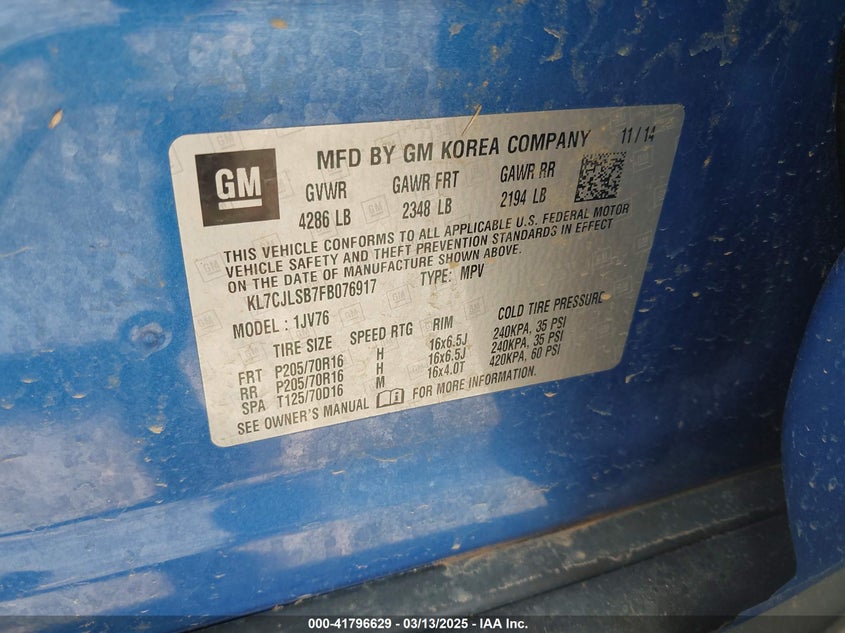 GM
MFD BY GM KOREA COMPANY 11/14
GVWR GAWR FRT GAWR RR
4286 LB 2348 LB 2194 LB
THIS VEHICLE CONFORMS TO ALL APPLICABLE U.S. FEDERAL MOTOR
VEHICLE SAFETY AND THEFT PREVENTION STANDARDS IN EFFECT
ON THE DATE OF MANUFACTURE SHOWN ABOVE.
KL7CJLSB7FB076917 TYPE: MPV
MODEL : 1JV76
TIRE SIZE SPEED RTG RIM COLD TIRE PRESSURE
FRT P205/70R16 H 16x6.5J 240KPA, 35 PSI
RR P205/70R16 H 16x6.5J 240KPA, 35 PSI
SPA T125/70D16 M 16x4.0T 420KPA, 60 PSI
SEE OWNER'S MANUAL FOR MORE INFORMATION.
000-41796629 - 03/13/2025 - IAA Inc.